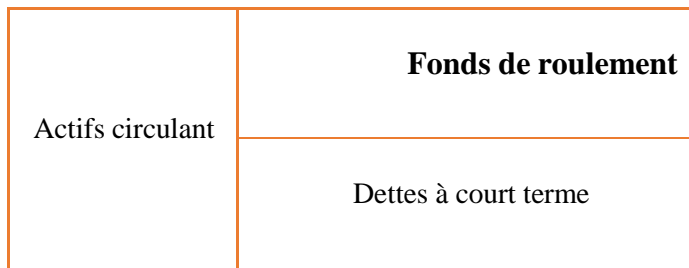 Fonds de roulement
Actifs circulant
Dettes à court terme